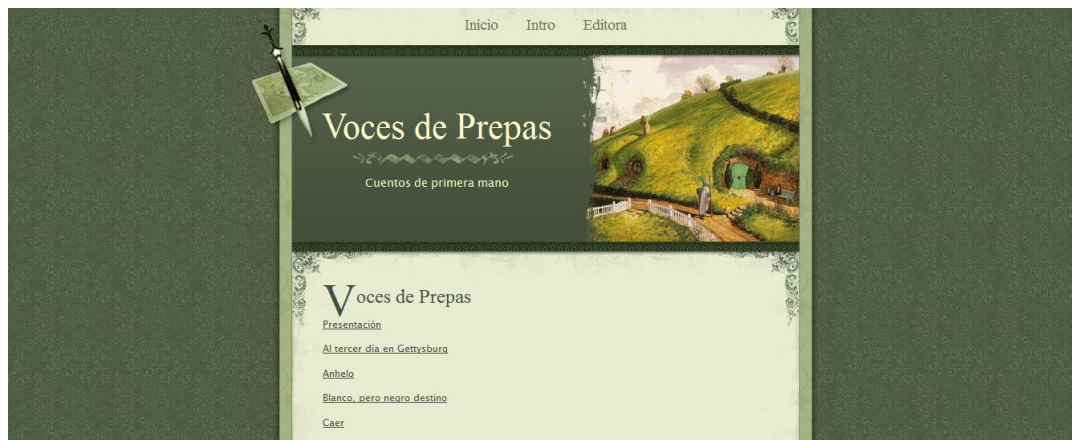 Inicio Intro Editora
Voces de Prepas
Cuentos de primera mano
Voces de Prepas
Presentación
Al tercer día en Gettysburg
Anhelo
Blanco, pero negro destino
Caer